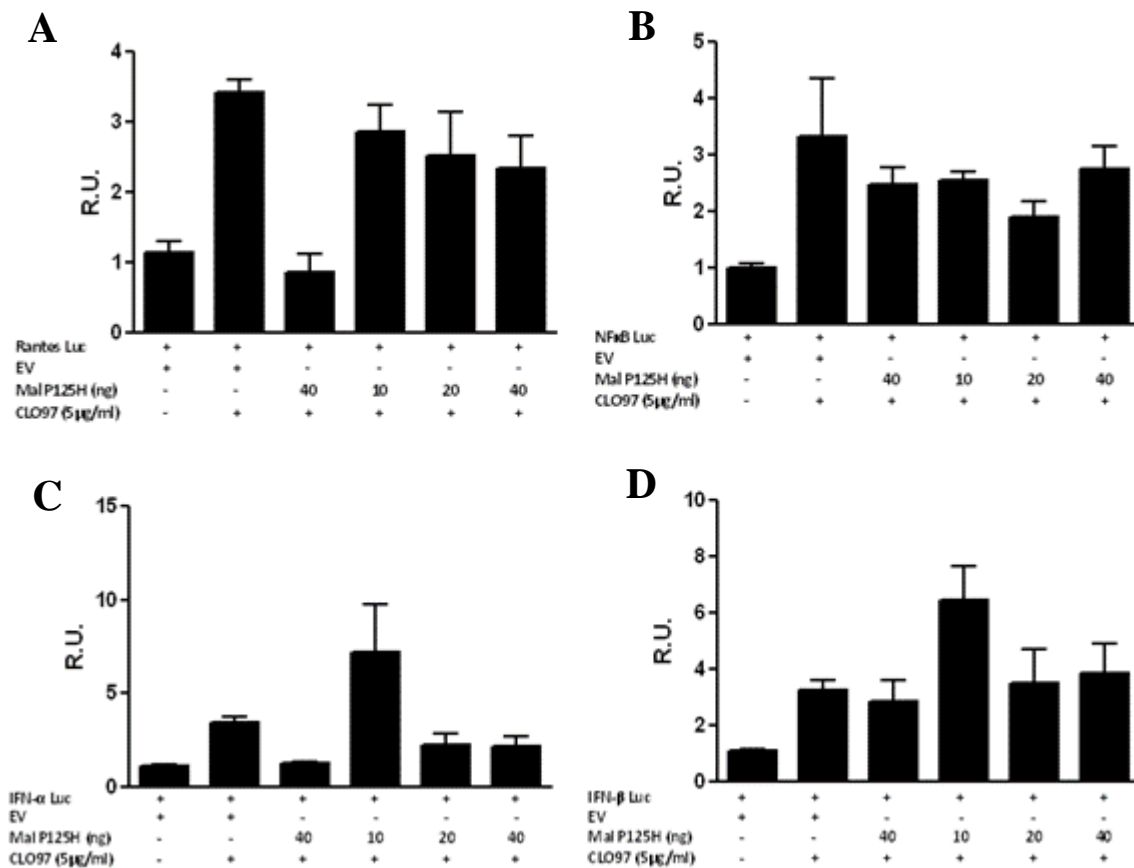 A
4
3
2
1
0
R.U.
Rantes Luc + + + + + +
EV + + - - - -
Mal P125H (ng) - - 40 10 20 40
CLO97 (5µg/ml) - + + + + +
B
5
4
3
2
1
0
R.U.
NFκB Luc + + + + + +
EV + + - - - -
Mal P125H (ng) - - 40 10 20 40
CLO97 (5µg/ml) - + + + + +
C
15
10
5
0
R.U.
IFN-α Luc + + + + + +
EV + + - - - -
Mal P125H (ng) - - 40 10 20 40
CLO97 (5µg/ml) - + + + + +
D
10
8
6
4
2
0
R.U.
IFN-β Luc + + + + + +
EV + + - - - -
Mal P125H (ng) - - 40 10 20 40
CLO97 (5µg/ml) - + + + + +